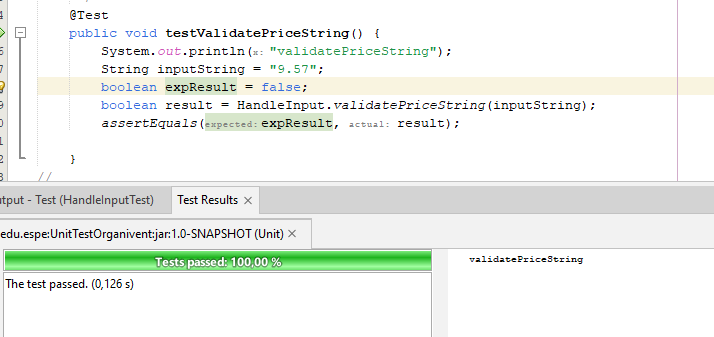 @Test
public void testValidatePriceString() {
System.out.println(x: "validatePriceString");
String inputString = "9.57";
boolean expResult = false;
boolean result = HandleInput.validatePriceString(inputString);
assertEquals(expected: expResult, actual: result);
}
//
utput - Test (HandleInputTest) Test Results ×
edu.espe:UnitTestOrganivent:jar:1.0-SNAPSHOT (Unit) ×
Tests passed: 100,00 %
validatePriceString
The test passed. (0,126 s)